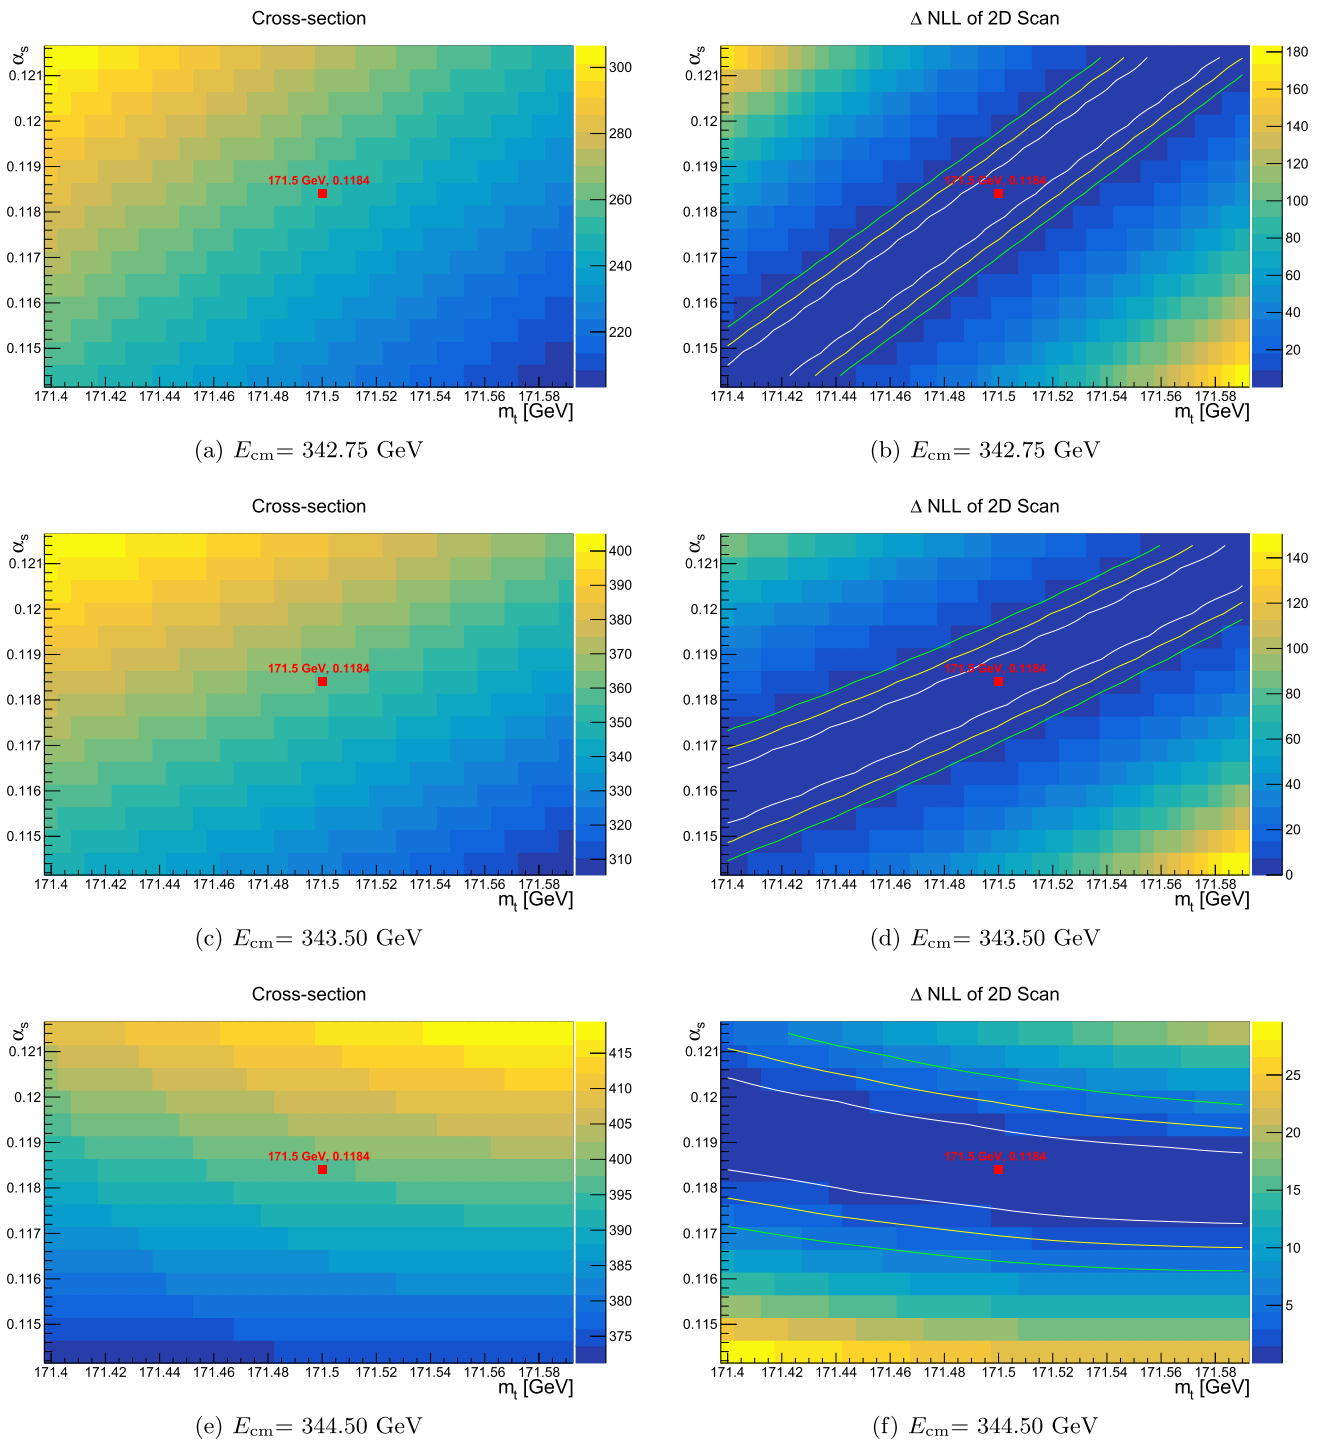 Cross-section
α_s
0.121
0.12
0.119
0.118
0.117
0.116
0.115
171.5 GeV, 0.1184
171.4 171.42 171.44 171.46 171.48 171.5 171.52 171.54 171.56 171.58
m_t [GeV]
300
280
260
240
220
(a) E_cm= 342.75 GeV
Δ NLL of 2D Scan
α_s
0.121
0.12
0.119
0.118
0.117
0.116
0.115
171.5 GeV, 0.1184
171.4 171.42 171.44 171.46 171.48 171.5 171.52 171.54 171.56 171.58
m_t [GeV]
180
160
140
120
100
80
60
40
20
(b) E_cm= 342.75 GeV
Cross-section
α_s
0.121
0.12
0.119
0.118
0.117
0.116
0.115
171.5 GeV, 0.1184
171.4 171.42 171.44 171.46 171.48 171.5 171.52 171.54 171.56 171.58
m_t [GeV]
400
390
380
370
360
350
340
330
320
310
(c) E_cm= 343.50 GeV
Δ NLL of 2D Scan
α_s
0.121
0.12
0.119
0.118
0.117
0.116
0.115
171.5 GeV, 0.1184
171.4 171.42 171.44 171.46 171.48 171.5 171.52 171.54 171.56 171.58
m_t [GeV]
140
120
100
80
60
40
20
0
(d) E_cm= 343.50 GeV
Cross-section
α_s
0.121
0.12
0.119
0.118
0.117
0.116
0.115
171.5 GeV, 0.1184
171.4 171.42 171.44 171.46 171.48 171.5 171.52 171.54 171.56 171.58
m_t [GeV]
415
410
405
400
395
390
385
380
375
(e) E_cm= 344.50 GeV
Δ NLL of 2D Scan
α_s
0.121
0.12
0.119
0.118
0.117
0.116
0.115
171.5 GeV, 0.1184
171.4 171.42 171.44 171.46 171.48 171.5 171.52 171.54 171.56 171.58
m_t [GeV]
25
20
15
10
5
(f) E_cm= 344.50 GeV